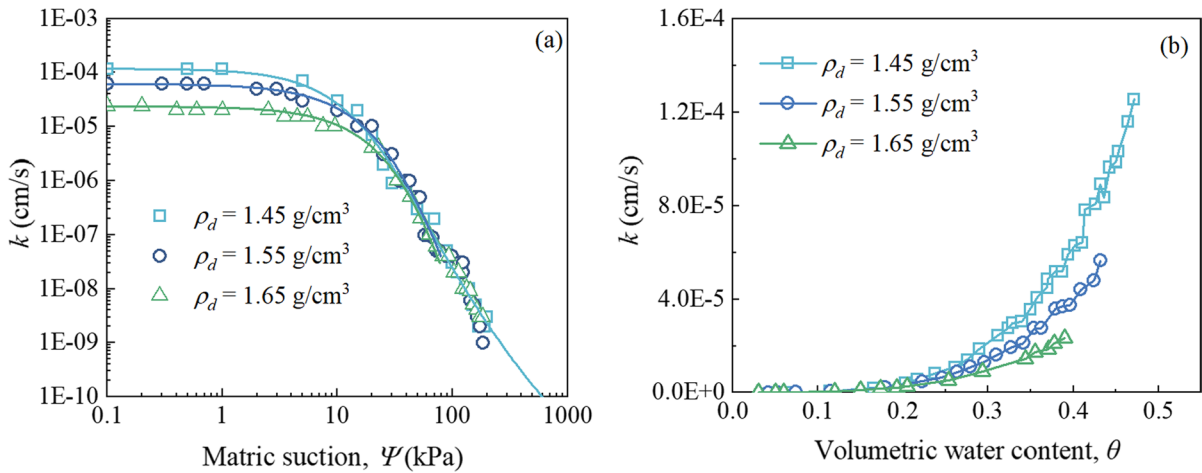 1E-03
1E-04
1E-05
1E-06
1E-07
1E-08
1E-09
1E-10
k (cm/s)
(a)
ρd = 1.45 g/cm³
ρd = 1.55 g/cm³
ρd = 1.65 g/cm³
0.1 1 10 100 1000
Matric suction, Ψ (kPa)
1.6E-4
1.2E-4
8.0E-5
4.0E-5
0.0E+0
k (cm/s)
(b)
ρd = 1.45 g/cm³
ρd = 1.55 g/cm³
ρd = 1.65 g/cm³
0.0 0.1 0.2 0.3 0.4 0.5
Volumetric water content, θ